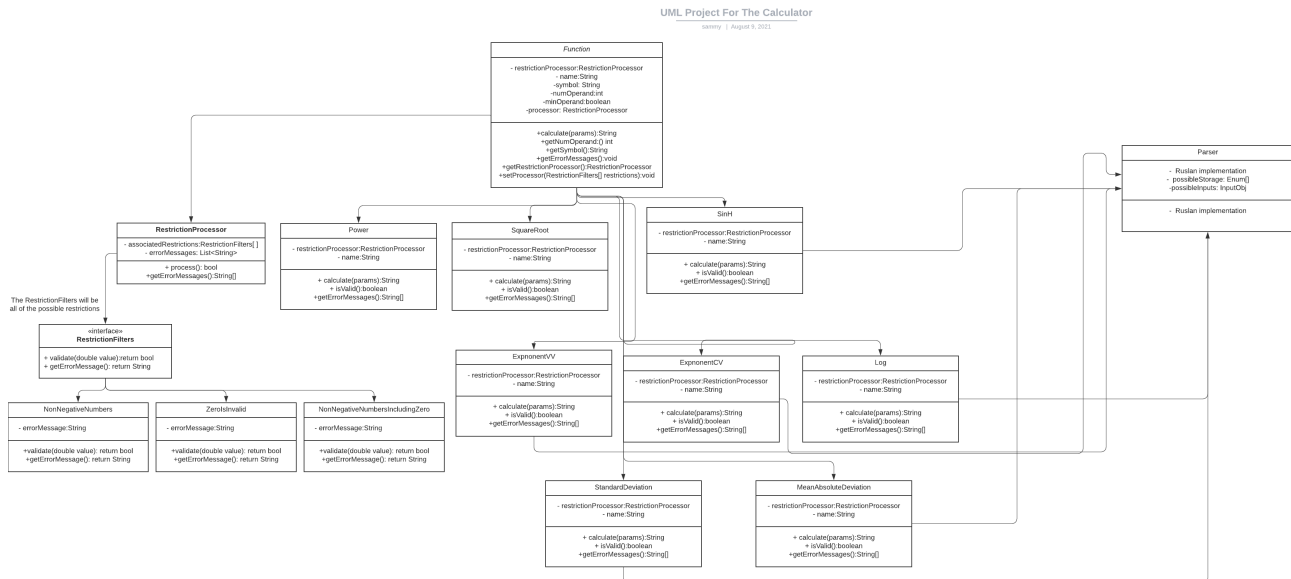 UML Project For The Calculator
sammy | August 9, 2021
Function
- restrictionProcessor:RestrictionProcessor
- name:String
-symbol: String
-numOperand:int
-minOperand:boolean
-processor: RestrictionProcessor
+calculate(params):String
+getNumOperand:() int
+getSymbol():String
+getErrorMessages():void
+getRestrictionProcessor():RestrictionProcessor
+setProcessor(RestrictionFilters[] restrictions):void
Parser
- Ruslan implementation
- possibleStorage: Enum[]
-possibleInputs: InputObj
- Ruslan implementation
RestrictionProcessor
- associatedRestrictions:RestrictionFilters[ ]
- errorMessages: List<String>
+ process(): bool
+getErrorMessages():String[]
Power
- restrictionProcessor:RestrictionProcessor
- name:String
+ calculate(params):String
+ isValid():boolean
+getErrorMessages():String[]
SquareRoot
- restrictionProcessor:RestrictionProcessor
- name:String
+ calculate(params):String
+ isValid():boolean
+getErrorMessages():String[]
SinH
- restrictionProcessor:RestrictionProcessor
- name:String
+ calculate(params):String
+ isValid():boolean
+getErrorMessages():String[]
The RestrictionFilters will be
all of the possible restrictions
«interface»
RestrictionFilters
+ validate(double value):return bool
+ getErrorMessage(): return String
NonNegativeNumbers
- errorMessage:String
+validate(double value): return bool
+getErrorMessage(): return String
ZeroIsInvalid
- errorMessage:String
+validate(double value): return bool
+getErrorMessage(): return String
NonNegativeNumbersIncludingZero
- errorMessage:String
+validate(double value): return bool
+getErrorMessage(): return String
ExpnonentVV
- restrictionProcessor:RestrictionProcessor
- name:String
+ calculate(params):String
+ isValid():boolean
+getErrorMessages():String[]
ExpnonentCV
- restrictionProcessor:RestrictionProcessor
- name:String
+ calculate(params):String
+ isValid():boolean
+getErrorMessages():String[]
Log
- restrictionProcessor:RestrictionProcessor
- name:String
+ calculate(params):String
+ isValid():boolean
+getErrorMessages():String[]
StandardDeviation
- restrictionProcessor:RestrictionProcessor
- name:String
+ calculate(params):String
+ isValid():boolean
+getErrorMessages():String[]
MeanAbsoluteDeviation
- restrictionProcessor:RestrictionProcessor
- name:String
+ calculate(params):String
+ isValid():boolean
+getErrorMessages():String[]